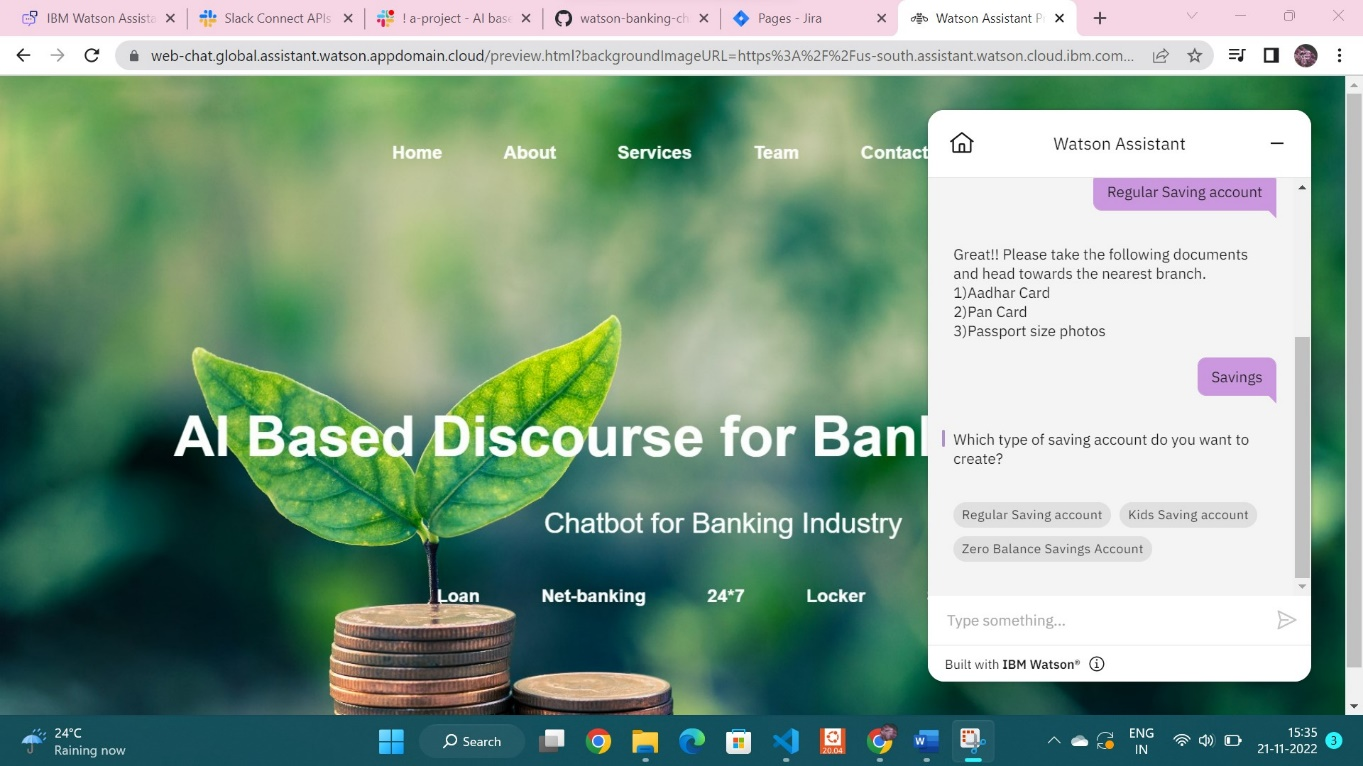 IBM Watson Assista
Slack Connect APIs
! a-project - AI base
watson-banking-ch
Pages - Jira
Watson Assistant P
web-chat.global.assistant.watson.appdomain.cloud/preview.html?backgroundImageURL=https%3A%2F%2Fus-south.assistant.watson.cloud.ibm.com...
Home About Services Team Contact
AI Based Discourse for Ban
Chatbot for Banking Industry
Loan Net-banking 24*7 Locker
Watson Assistant
Regular Saving account
Great!! Please take the following documents
and head towards the nearest branch.
1)Aadhar Card
2)Pan Card
3)Passport size photos
Savings
Which type of saving account do you want to
create?
Regular Saving account Kids Saving account
Zero Balance Savings Account
Type something...
Built with IBM Watson®
24°C
Raining now
Search
20.04
ENG
IN
15:35
21-11-2022
3